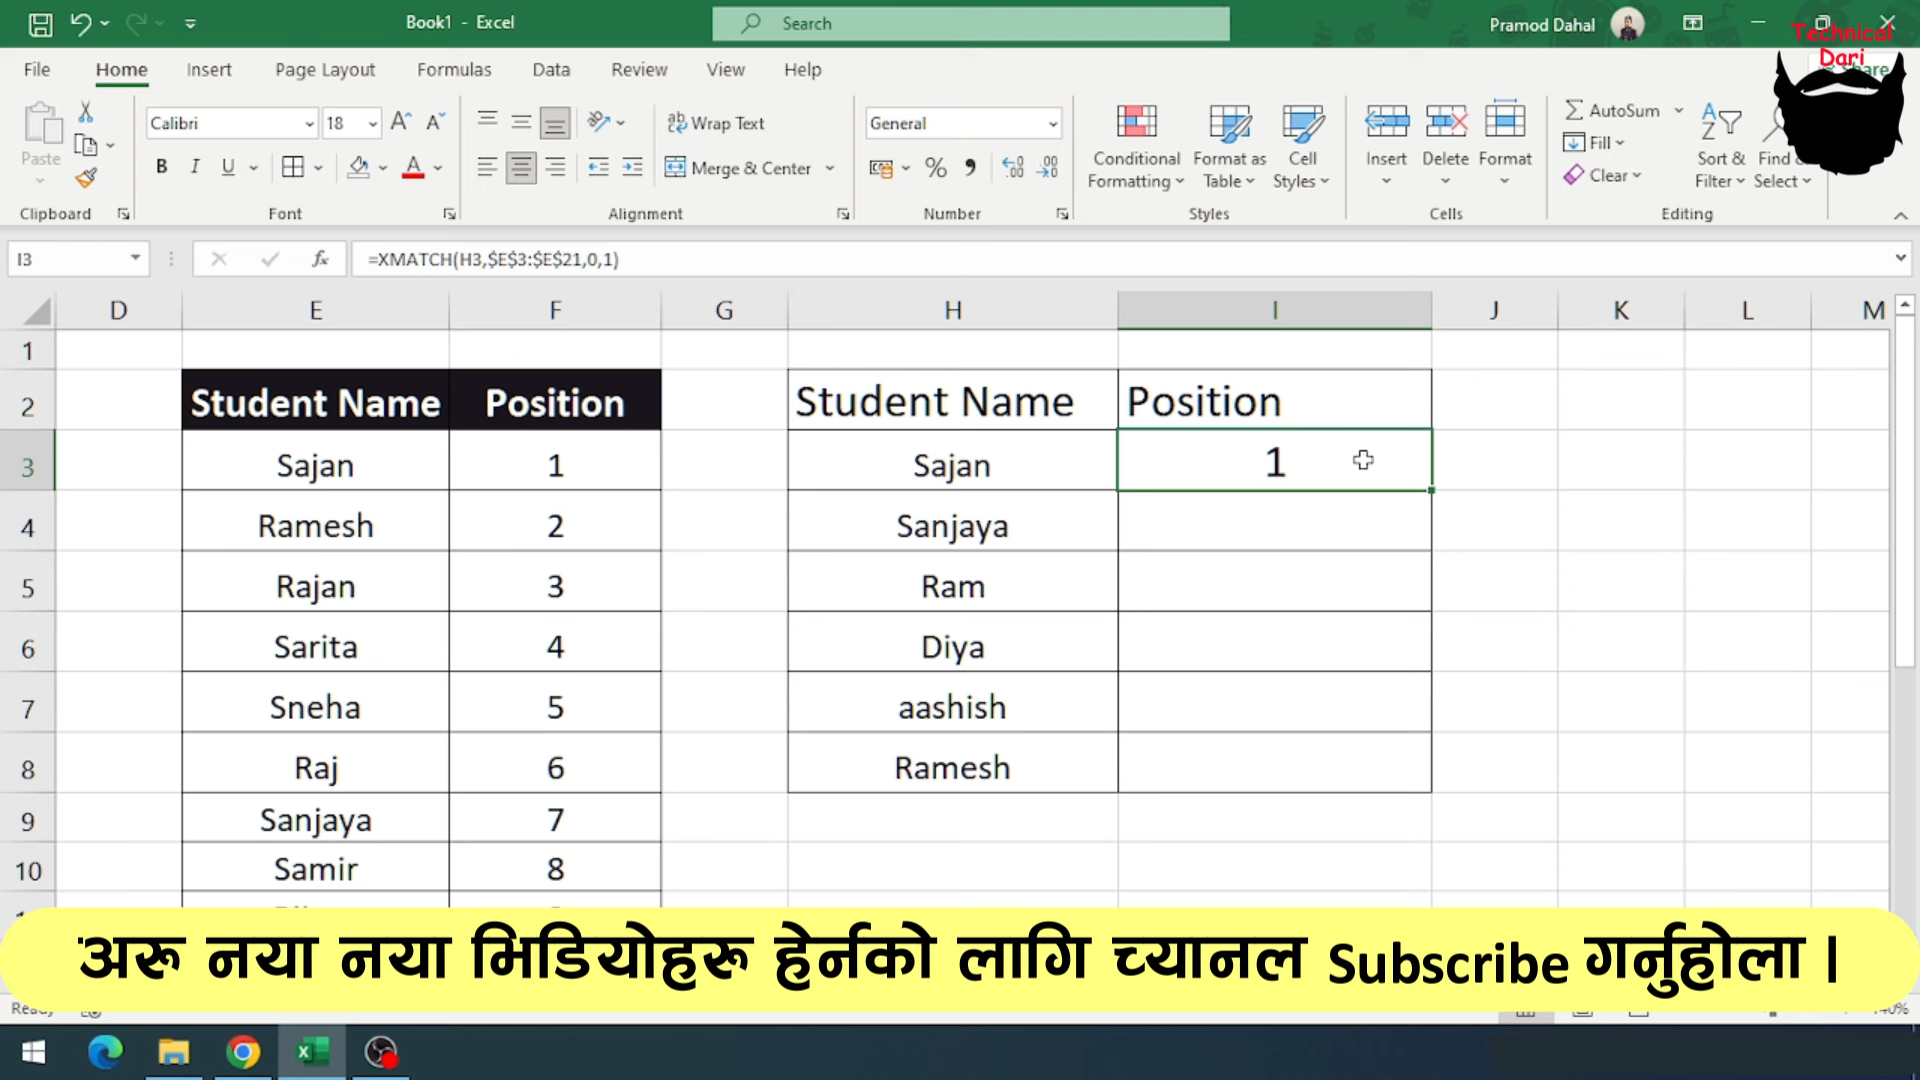 Book1 - Excel
Search
Pramod Dahal
Technical
Dari
File Home Insert Page Layout Formulas Data Review View Help
Share
Paste
Calibri 18
B I U
Wrap Text
Merge & Center
General
Conditional Formatting
Format as Table
Cell Styles
Insert
Delete
Format
AutoSum
Fill
Clear
Sort & Filter
Find & Select
Clipboard Font Alignment Number Styles Cells Editing
I3 fx =XMATCH(H3,$E$3:$E$21,0,1)
D E F G H I J K L M
1
2 Student Name Position Student Name Position
3 Sajan 1 Sajan 1
4 Ramesh 2 Sanjaya
5 Rajan 3 Ram
6 Sarita 4 Diya
7 Sneha 5 aashish
8 Raj 6 Ramesh
9 Sanjaya 7
10 Samir 8
अरू नया नया भिडियोहरू हेर्नको लागि च्यानल Subscribe गर्नुहोला ।
Ready